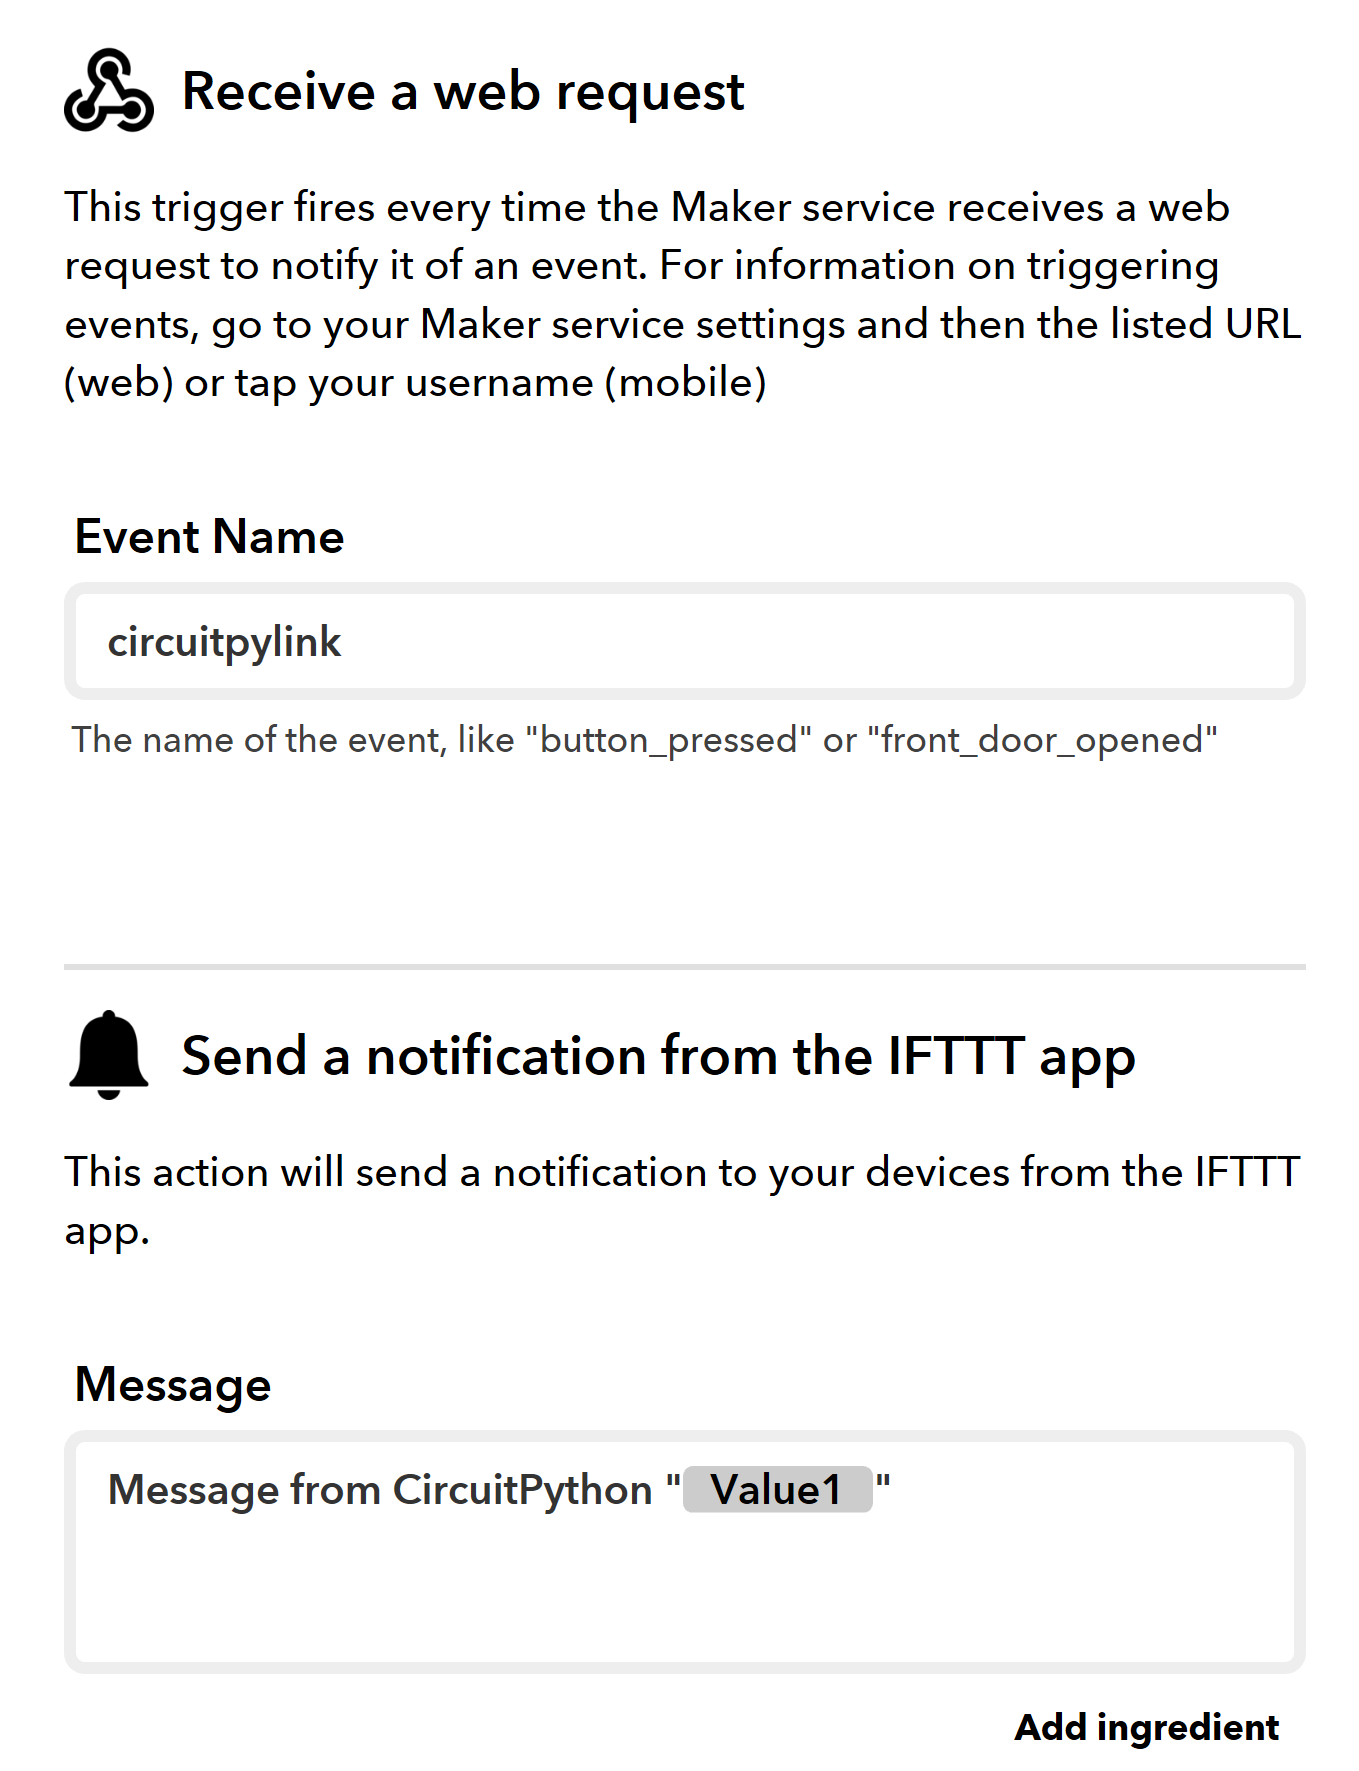 Receive a web request
This trigger fires every time the Maker service receives a web
request to notify it of an event. For information on triggering
events, go to your Maker service settings and then the listed URL
(web) or tap your username (mobile)
Event Name
circuitpylink
The name of the event, like "button_pressed" or "front_door_opened"
Send a notification from the IFTTT app
This action will send a notification to your devices from the IFTTT
app.
Message
Message from CircuitPython "Value1"
Add ingredient